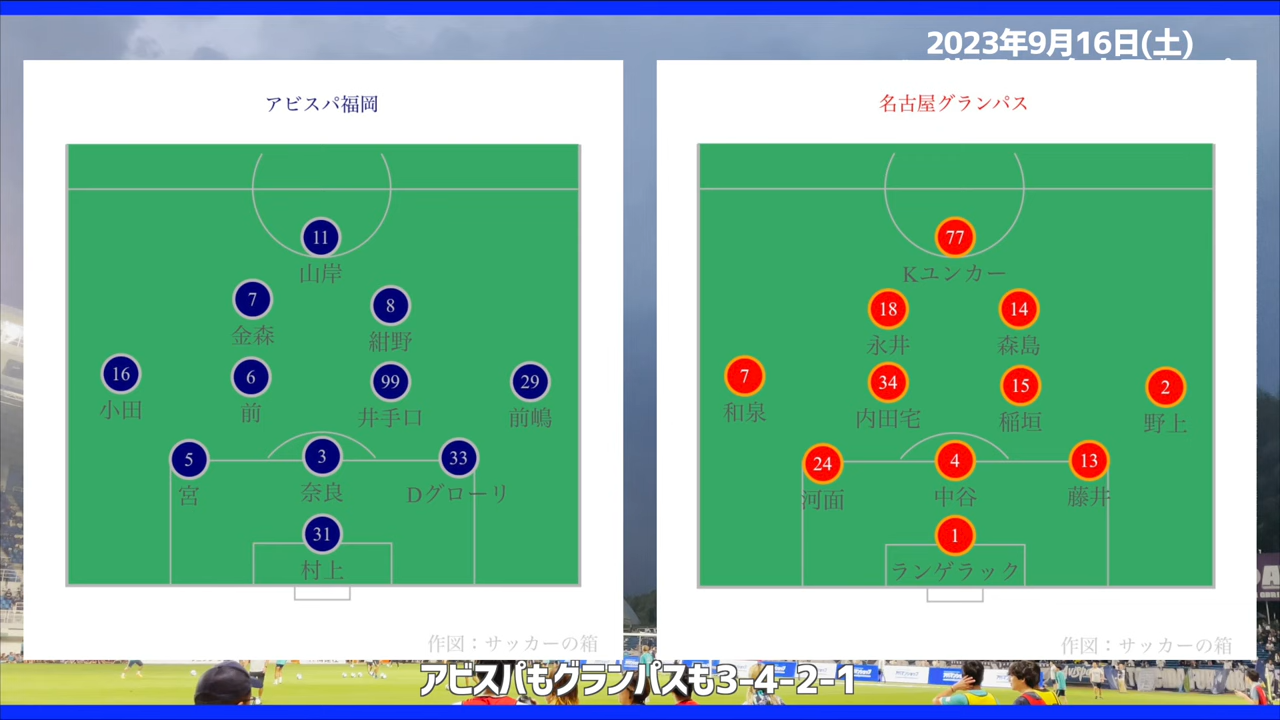 2023年9月16日(土)
アビスパ福岡
11
山岸
7
金森
8
紺野
16
小田
6
前
99
井手口
29
前嶋
5
宮
3
奈良
33
Dグローリ
31
村上
作図：サッカーの箱
名古屋グランパス
77
Kユンカー
18
永井
14
森島
7
和泉
34
内田宅
15
稲垣
2
野上
24
河面
4
中谷
13
藤井
1
ランゲラック
作図：サッカーの箱
アビスパもグランパスも3-4-2-1